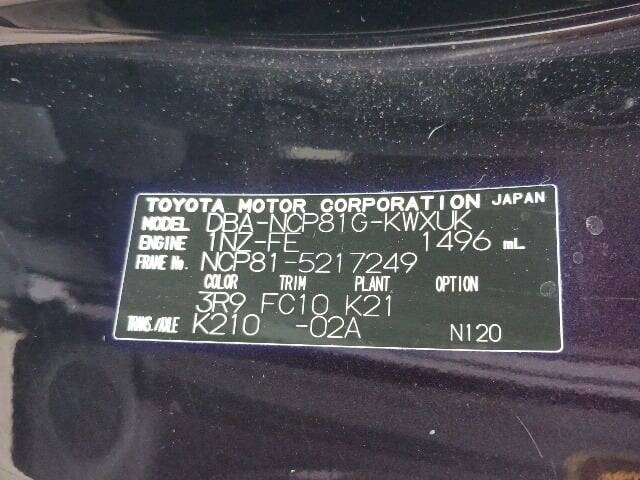 TOYOTA MOTOR CORPORATION JAPAN
MODEL DBA-NCP81G-KWXUK
ENGINE 1NZ-FE 1496 mL
FRAME No. NCP81-5217249
COLOR TRIM PLANT OPTION
3R9 FC10 K21
TRANS./AXLE K210 -02A N120